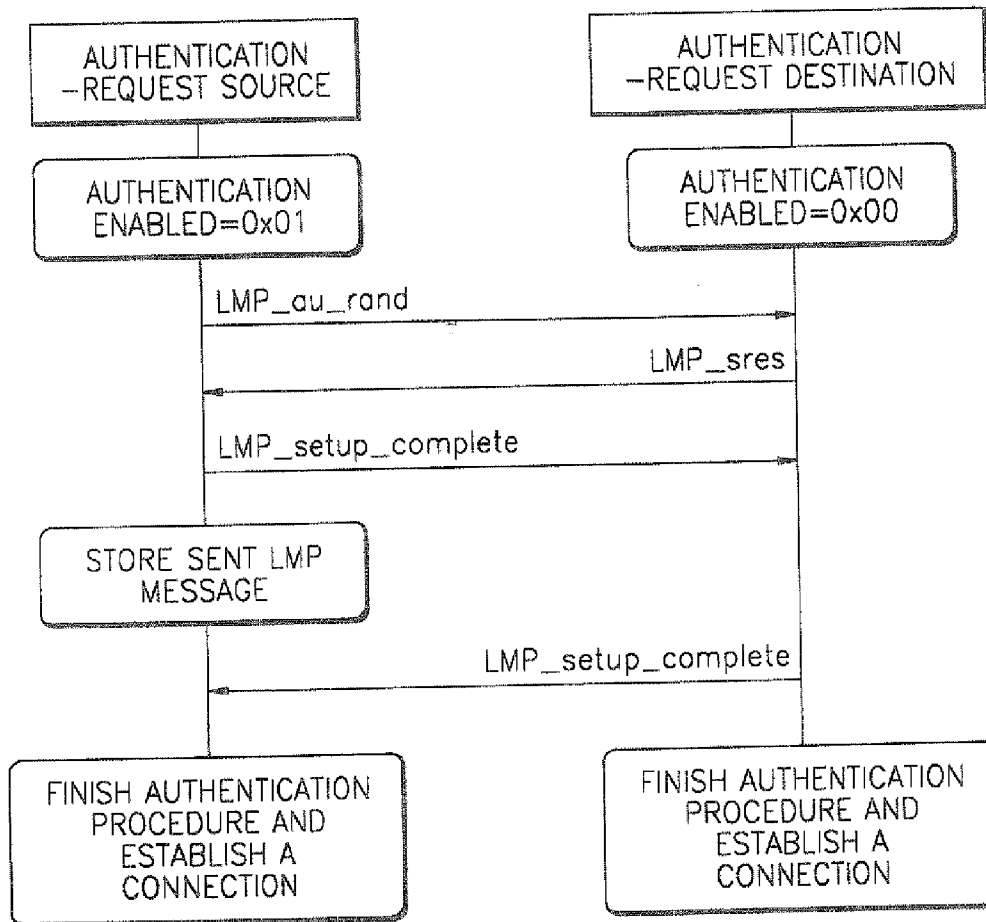 AUTHENTICATION
-REQUEST SOURCE
AUTHENTICATION
-REQUEST DESTINATION
AUTHENTICATION
ENABLED=0x01
AUTHENTICATION
ENABLED=0x00
LMP_au_rand
LMP_sres
LMP_setup_complete
STORE SENT LMP
MESSAGE
LMP_setup_complete
FINISH AUTHENTICATION
PROCEDURE AND
ESTABLISH A
CONNECTION
FINISH AUTHENTICATION
PROCEDURE AND
ESTABLISH A
CONNECTION